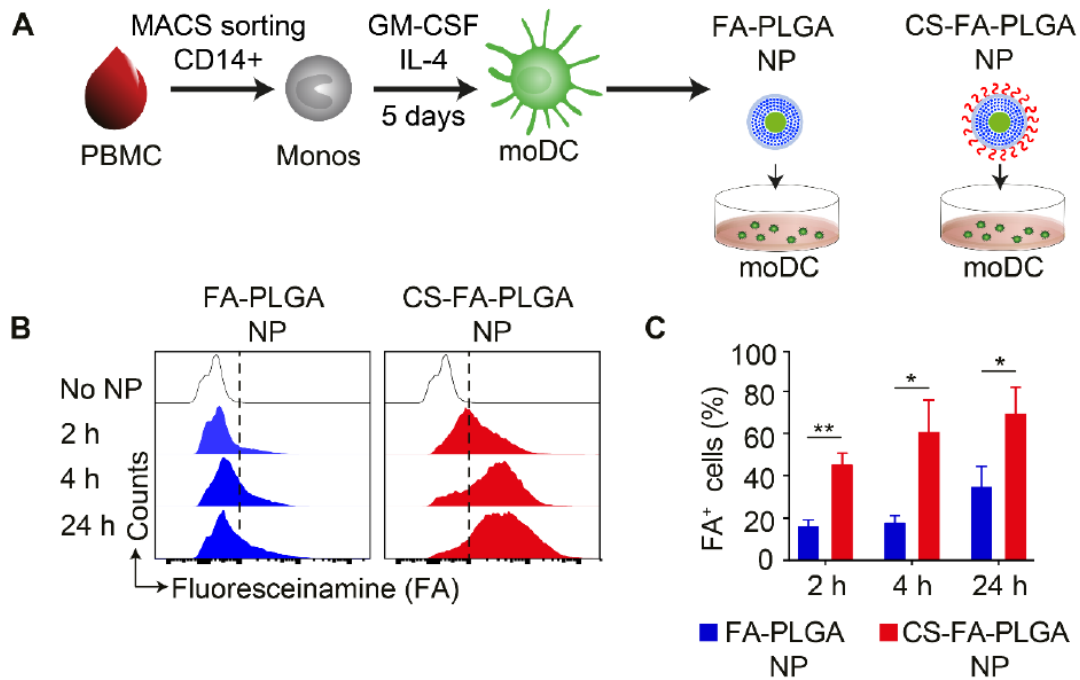 A
MACS sorting
CD14+
GM-CSF
IL-4
5 days
PBMC
Monos
moDC
FA-PLGA
NP
CS-FA-PLGA
NP
moDC
moDC
B
FA-PLGA
NP
CS-FA-PLGA
NP
No NP
2 h
4 h
24 h
Counts
Fluoresceinamine (FA)
C
FA⁺ cells (%)
100
80
60
40
20
0
**
*
*
2 h
4 h
24 h
FA-PLGA
NP
CS-FA-PLGA
NP